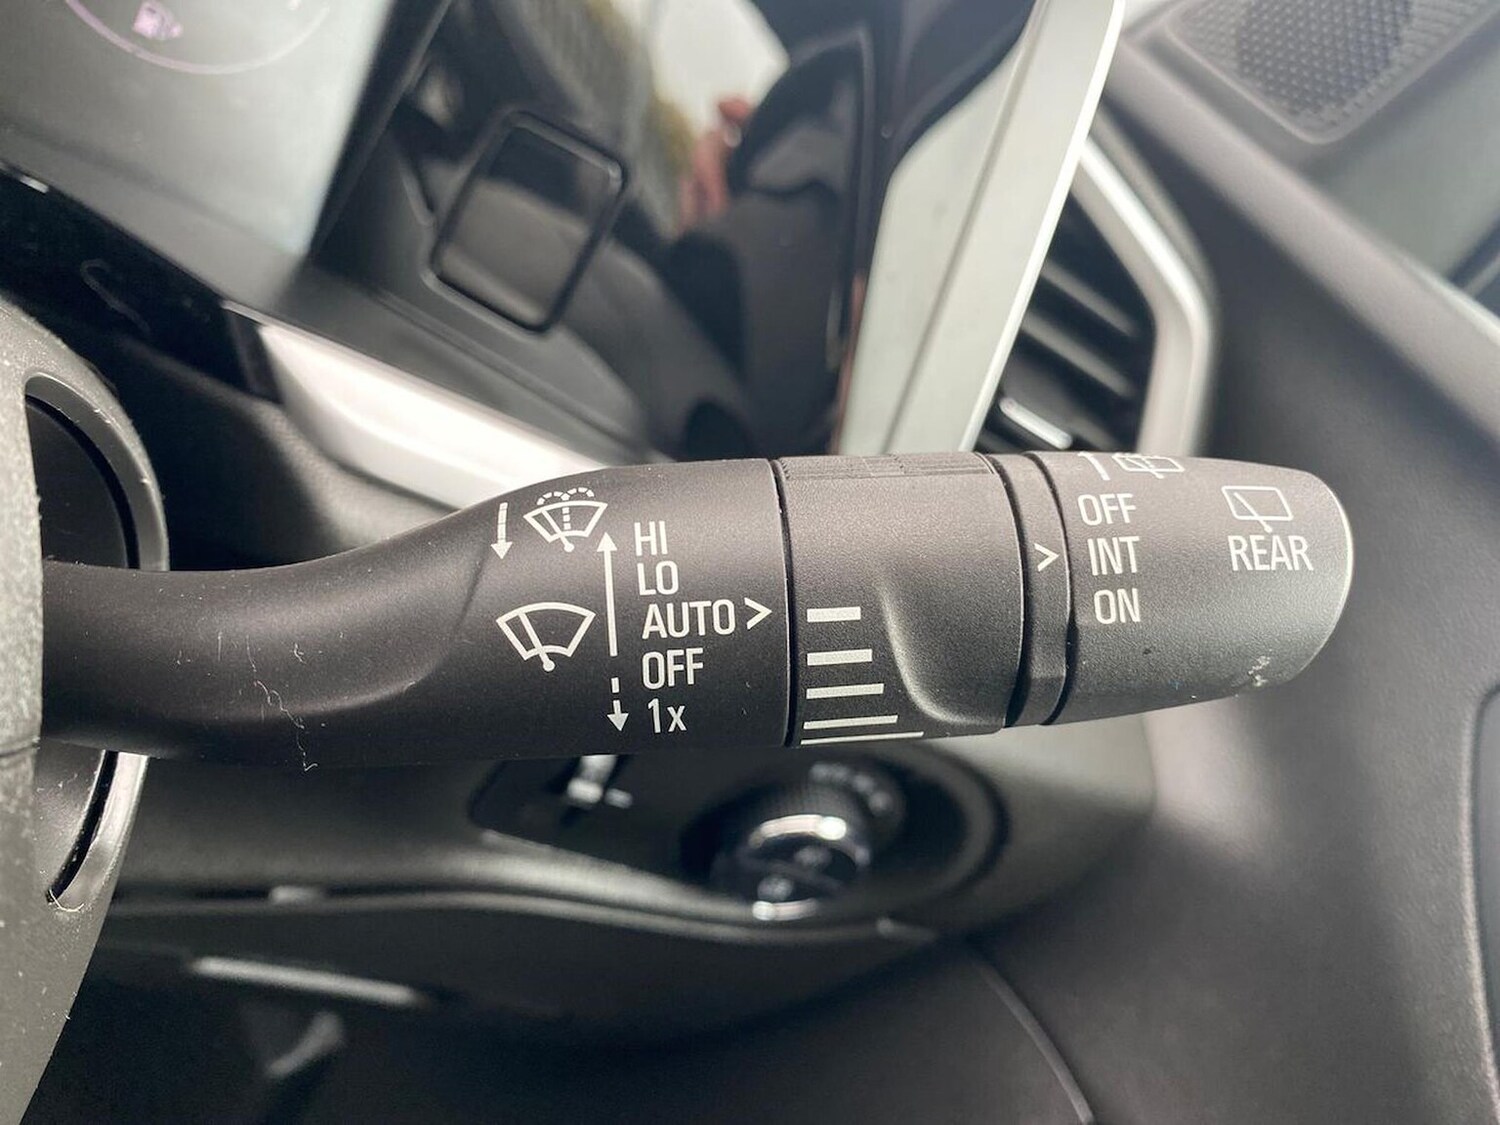 HI
LO
AUTO >
OFF
1x
>
OFF
INT
ON
REAR